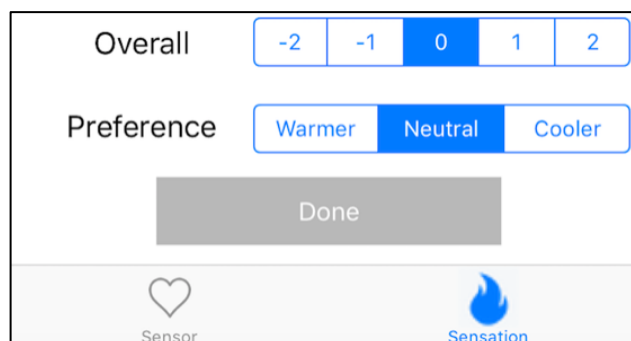 Overall -2 -1 0 1 2
Preference Warmer Neutral Cooler
Done
Sensor Sensation